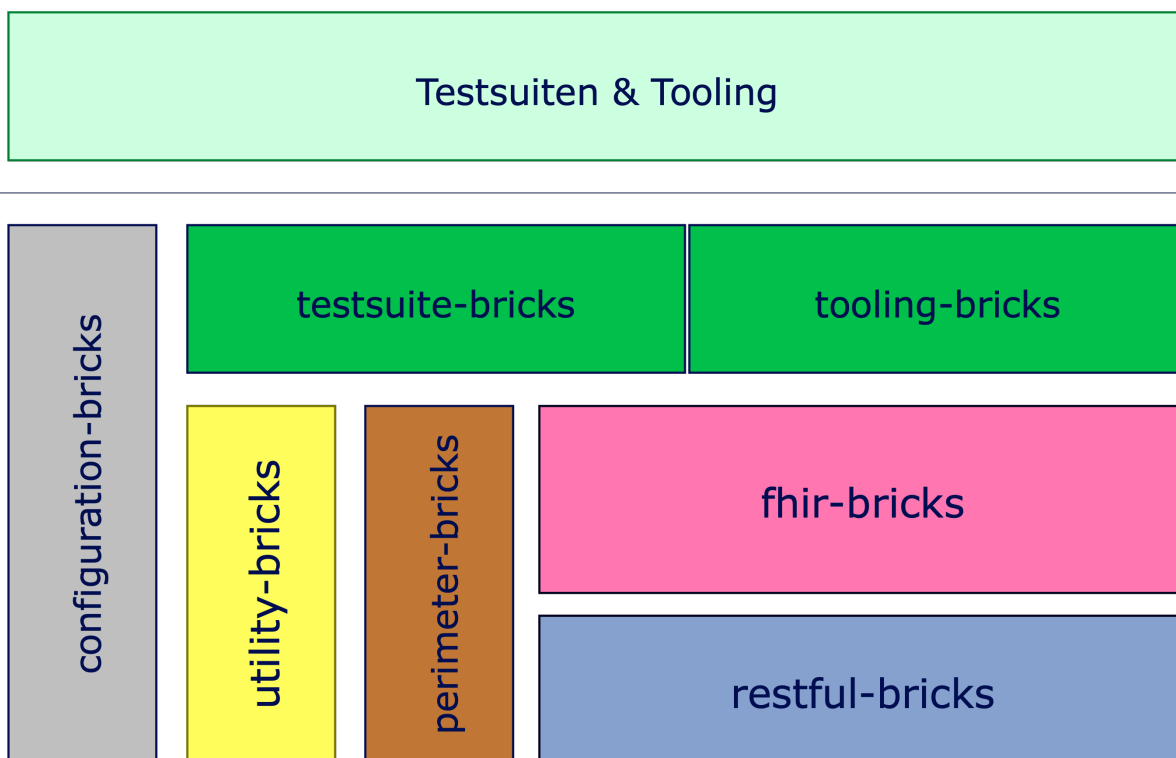 Testsuiten & Tooling
configuration-bricks
testsuite-bricks
tooling-bricks
utility-bricks
perimeter-bricks
fhir-bricks
restful-bricks